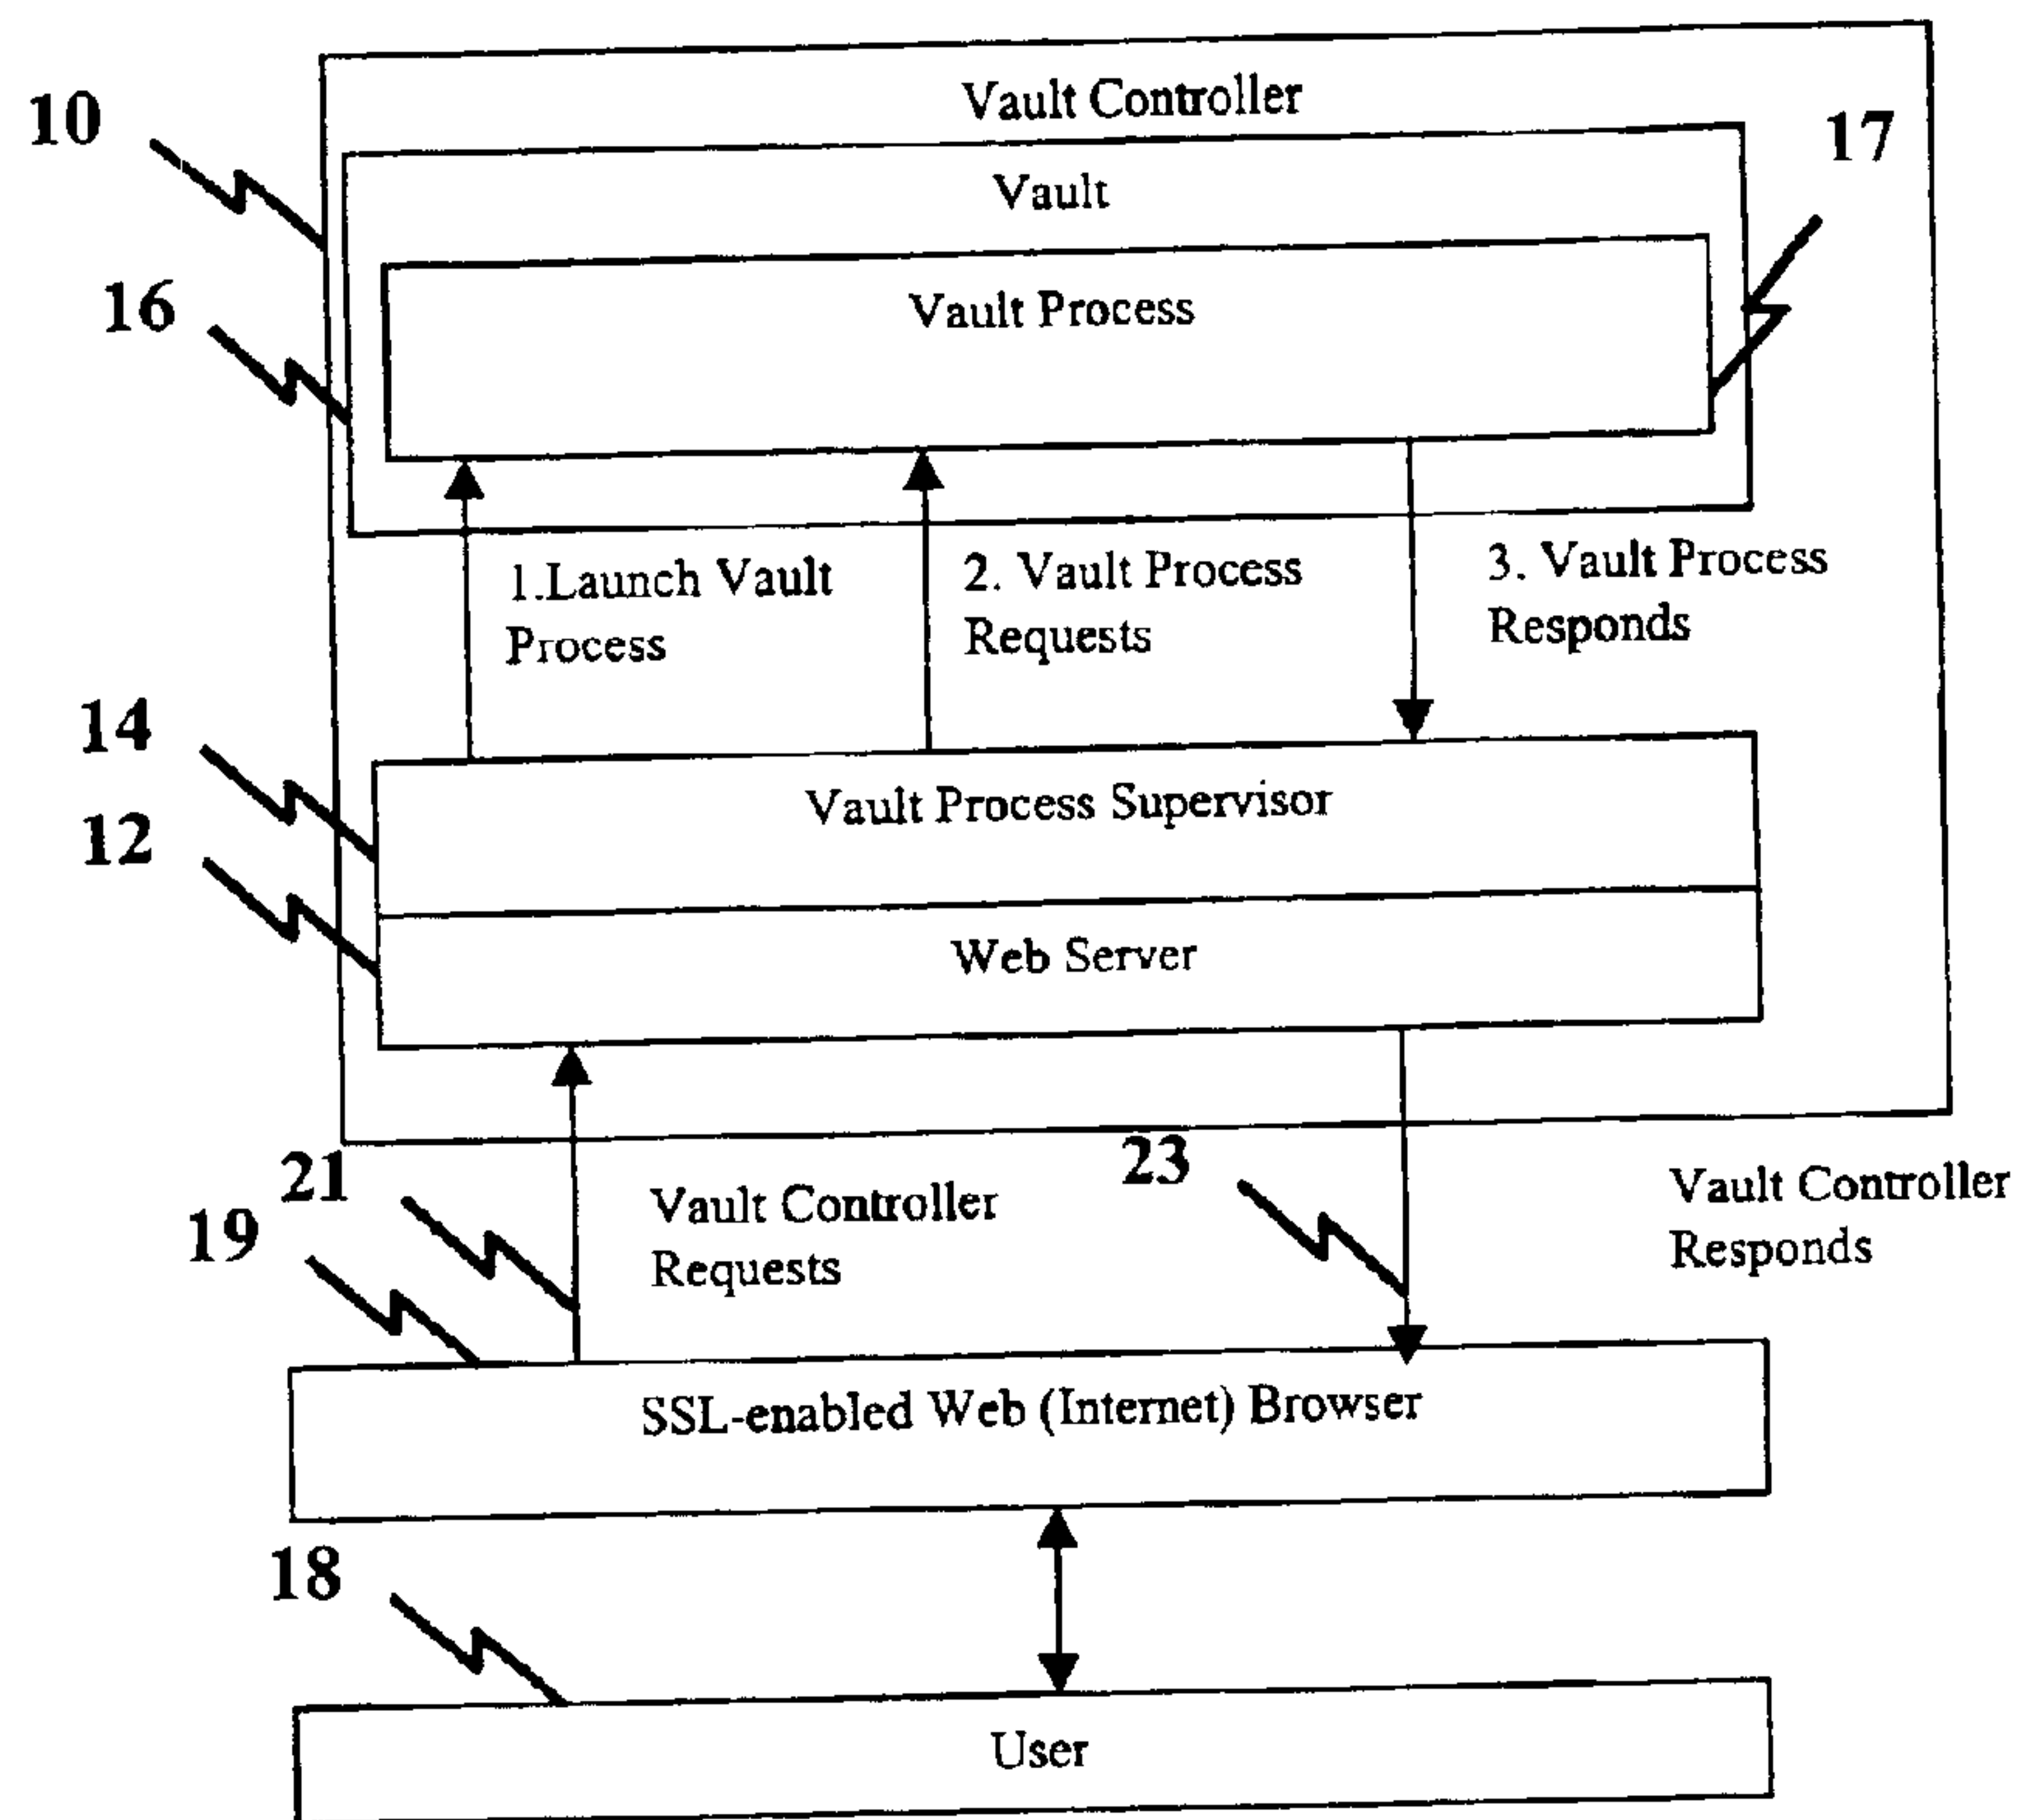 Vault Controller
10
17
Vault
Vault Process
16
1.Launch Vault
Process
2. Vault Process
Requests
3. Vault Process
Responds
14
Vault Process Supervisor
12
Web Server
21
Vault Controller
Requests
23
Vault Controller
Responds
19
SSL-enabled Web (Internet) Browser
18
User